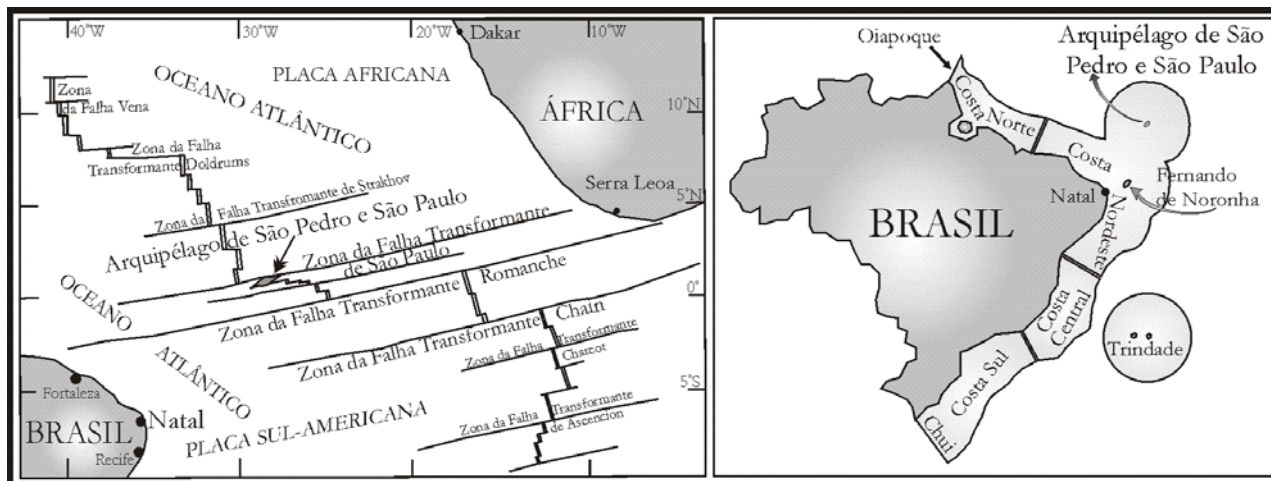 40°W
30°W
10°W
Dakar
PLACA AFRICANA
OCEANO ATLÂNTICO
ÁFRICA
10°N
Zona
da Falha Vena
Zona da Falha
Transformante Doldrums
Serra Leoa
5°N
Zona da Falha Transfromante de Strakhov
Arquipélago de São Pedro e São Paulo
Zona da Falha Transformante
de São Paulo
Zona da Falha Transformante Romanche
0°
OCEANO
ATLÂNTICO
Zona da Falha Transformante Chain
Zona da Falha Transformante
Charcot
5°S
Fortaleza
Natal
BRASIL
Recife
PLACA SUL-AMERICANA
Zona da Falha Transformante
de Ascencion
Oiapoque
Arquipélago de São
Pedro e São Paulo
Costa Norte
Costa
Nordeste
Natal
Fernando
de Noronha
BRASIL
Costa
Central
Trindade
Costa Sul
Chui